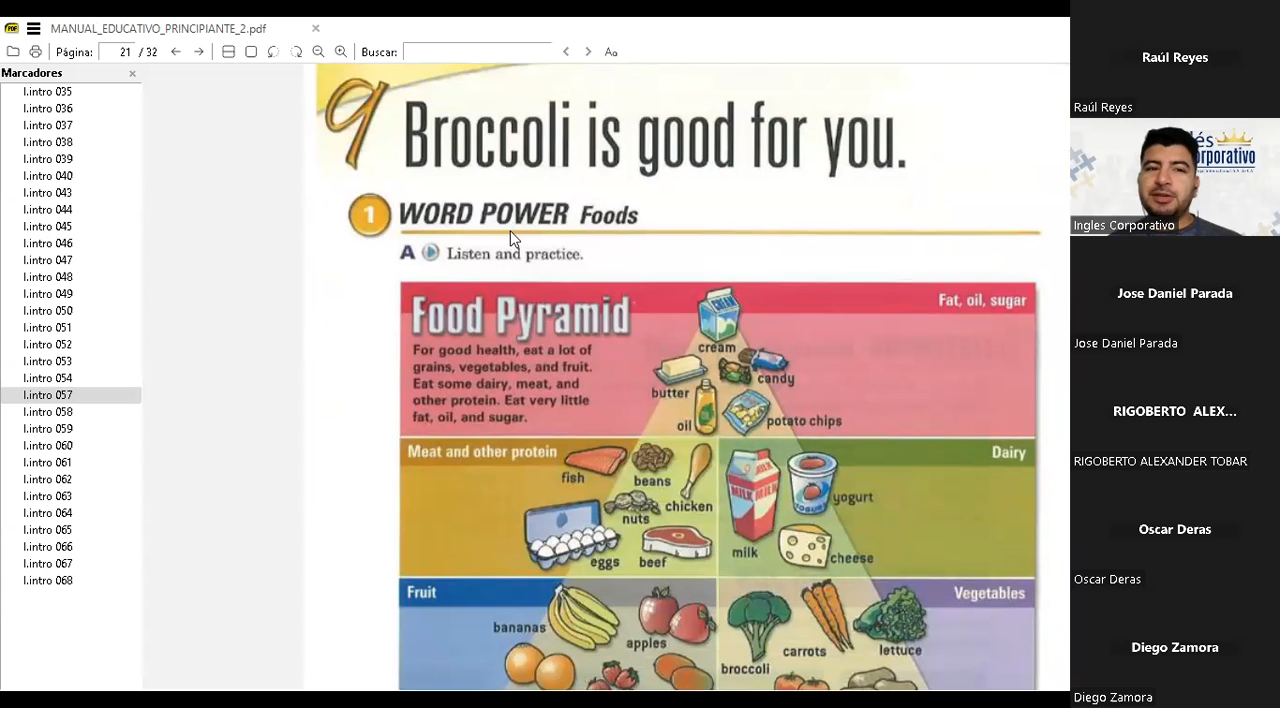 MANUAL_EDUCATIVO_PRINCIPIANTE_2.pdf
Página: 21 / 32 Buscar: Aa
Marcadores
I.intro 035
I.intro 036
I.intro 037
I.intro 038
I.intro 039
I.intro 040
I.intro 043
I.intro 044
I.intro 045
I.intro 046
I.intro 047
I.intro 048
I.intro 049
I.intro 050
I.intro 051
I.intro 052
I.intro 053
I.intro 054
I.intro 057
I.intro 058
I.intro 059
I.intro 060
I.intro 061
I.intro 062
I.intro 063
I.intro 064
I.intro 065
I.intro 066
I.intro 067
I.intro 068
9 Broccoli is good for you.
1 WORD POWER Foods
A Listen and practice.
Food Pyramid
For good health, eat a lot of
grains, vegetables, and fruit.
Eat some dairy, meat, and
other protein. Eat very little
fat, oil, and sugar.
Fat, oil, sugar
CREAM
cream
butter
candy
oil
potato chips
Meat and other protein
fish
beans
chicken
nuts
eggs
beef
Dairy
MILK MILK
milk
YOGURT
yogurt
cheese
Fruit
bananas
apples
Vegetables
broccoli
carrots
lettuce
Raúl Reyes
Raúl Reyes
Corporativo
Ingles Corporativo
Jose Daniel Parada
Jose Daniel Parada
RIGOBERTO ALEX...
RIGOBERTO ALEXANDER TOBAR
Oscar Deras
Oscar Deras
Diego Zamora
Diego Zamora